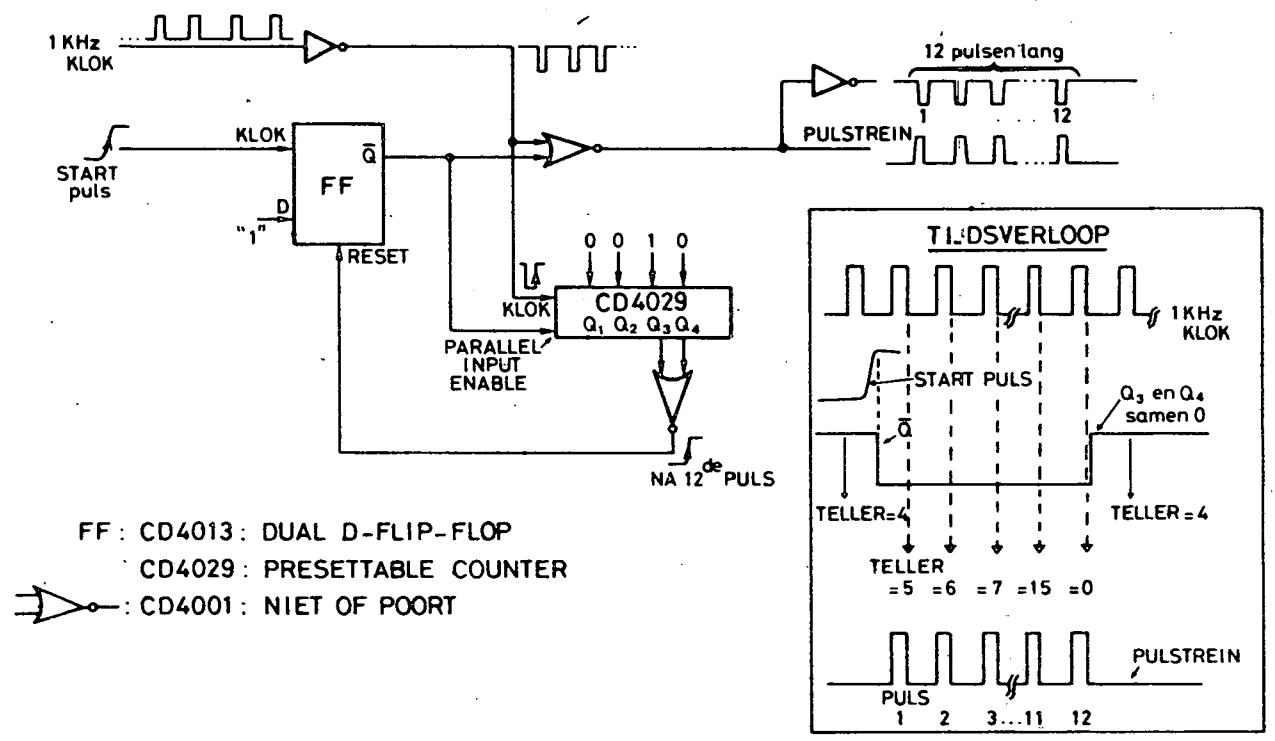 1 KHz
KLOK
12 pulsen lang
1
12
PULSTREIN
START
puls
KLOK
Q̅
FF
D
"1"
RESET
0 0 1 0
KLOK
CD4029
Q1 Q2 Q3 Q4
PARALLEL
INPUT
ENABLE
NA 12de PULS
FF : CD4013 : DUAL D-FLIP-FLOP
CD4029 : PRESETTABLE COUNTER
: CD4001 : NIET OF POORT
TIJDSVERLOOP
1 KHz
KLOK
START PULS
Q3 en Q4
samen 0
Q̅
TELLER=4
TELLER=4
TELLER
=5 =6 =7 =15 =0
PULSTREIN
PULS
1 2 3...11 12